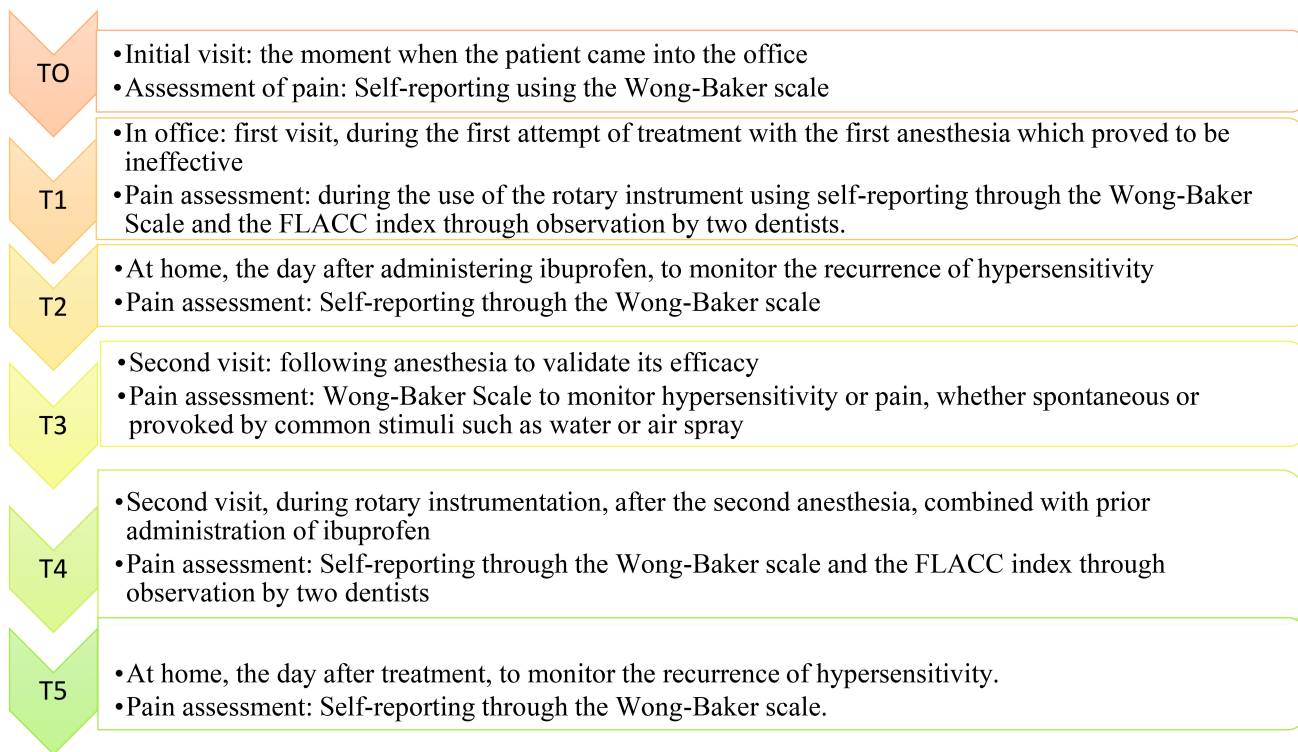 TO
•Initial visit: the moment when the patient came into the office
•Assessment of pain: Self-reporting using the Wong-Baker scale
T1
•In office: first visit, during the first attempt of treatment with the first anesthesia which proved to be
ineffective
•Pain assessment: during the use of the rotary instrument using self-reporting through the Wong-Baker
Scale and the FLACC index through observation by two dentists.
T2
•At home, the day after administering ibuprofen, to monitor the recurrence of hypersensitivity
•Pain assessment: Self-reporting through the Wong-Baker scale
T3
•Second visit: following anesthesia to validate its efficacy
•Pain assessment: Wong-Baker Scale to monitor hypersensitivity or pain, whether spontaneous or
provoked by common stimuli such as water or air spray
T4
•Second visit, during rotary instrumentation, after the second anesthesia, combined with prior
administration of ibuprofen
•Pain assessment: Self-reporting through the Wong-Baker scale and the FLACC index through
observation by two dentists
T5
•At home, the day after treatment, to monitor the recurrence of hypersensitivity.
•Pain assessment: Self-reporting through the Wong-Baker scale.